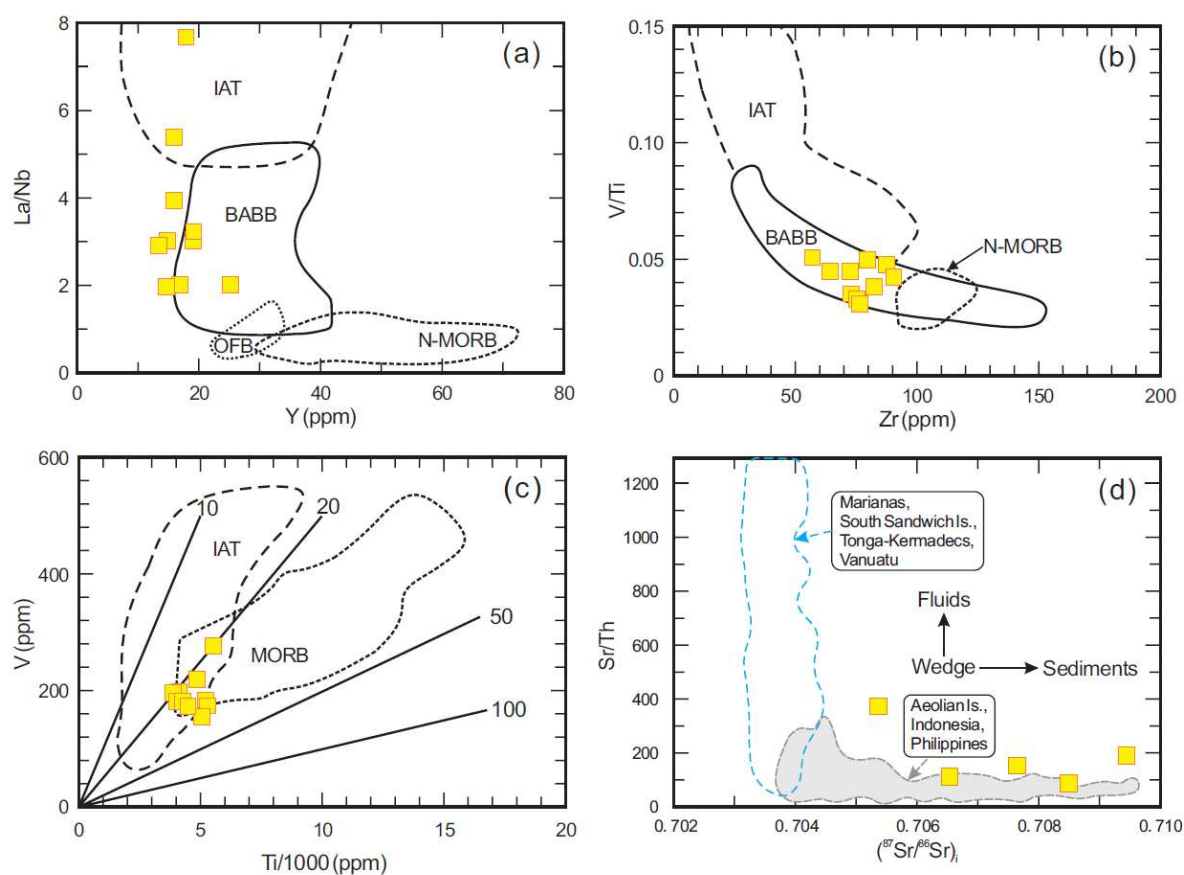 8
6
4
2
0
La/Nb
(a)
IAT
BABB
OFB
N-MORB
0
20
40
60
80
Y (ppm)
0.15
0.10
0.05
0
V/Ti
(b)
IAT
BABB
N-MORB
0
50
100
150
200
Zr (ppm)
600
400
200
0
V (ppm)
(c)
10
20
IAT
50
MORB
100
0
5
10
15
20
Ti/1000 (ppm)
1200
1000
800
600
400
200
0
Sr/Th
(d)
Marianas,
South Sandwich Is.,
Tonga-Kermadecs,
Vanuatu
Fluids
Wedge
Sediments
Aeolian Is.,
Indonesia,
Philippines
0.702
0.704
0.706
0.708
0.710
(⁸⁷Sr/⁸⁶Sr)ᵢ